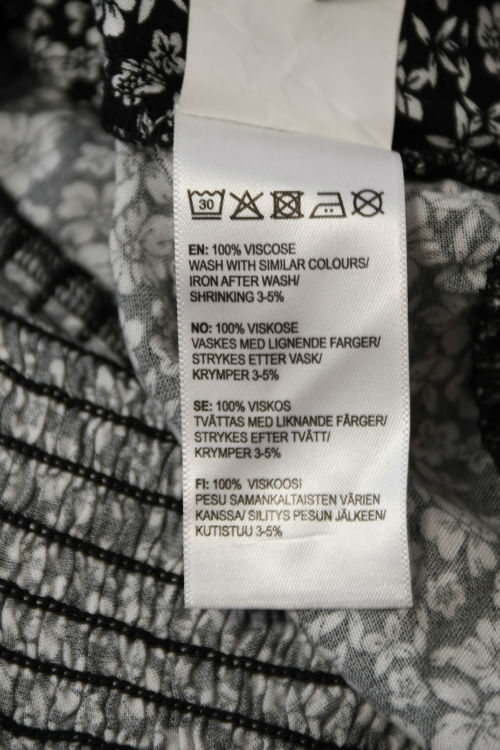 30
EN: 100% VISCOSE
WASH WITH SIMILAR COLOURS/
IRON AFTER WASH/
SHRINKING 3-5%
NO: 100% VISKOSE
VASKES MED LIGNENDE FARGER/
STRYKES ETTER VASK/
KRYMPER 3-5%
SE: 100% VISKOS
TVÄTTAS MED LIKNANDE FÄRGER/
STRYKES EFTER TVÄTT/
KRYMPER 3-5%
FI: 100% VISKOOSI
PESU SAMANKALTAISTEN VÄRIEN
KANSSA/ SILITYS PESUN JÄLKEEN/
KUTISTUU 3-5%